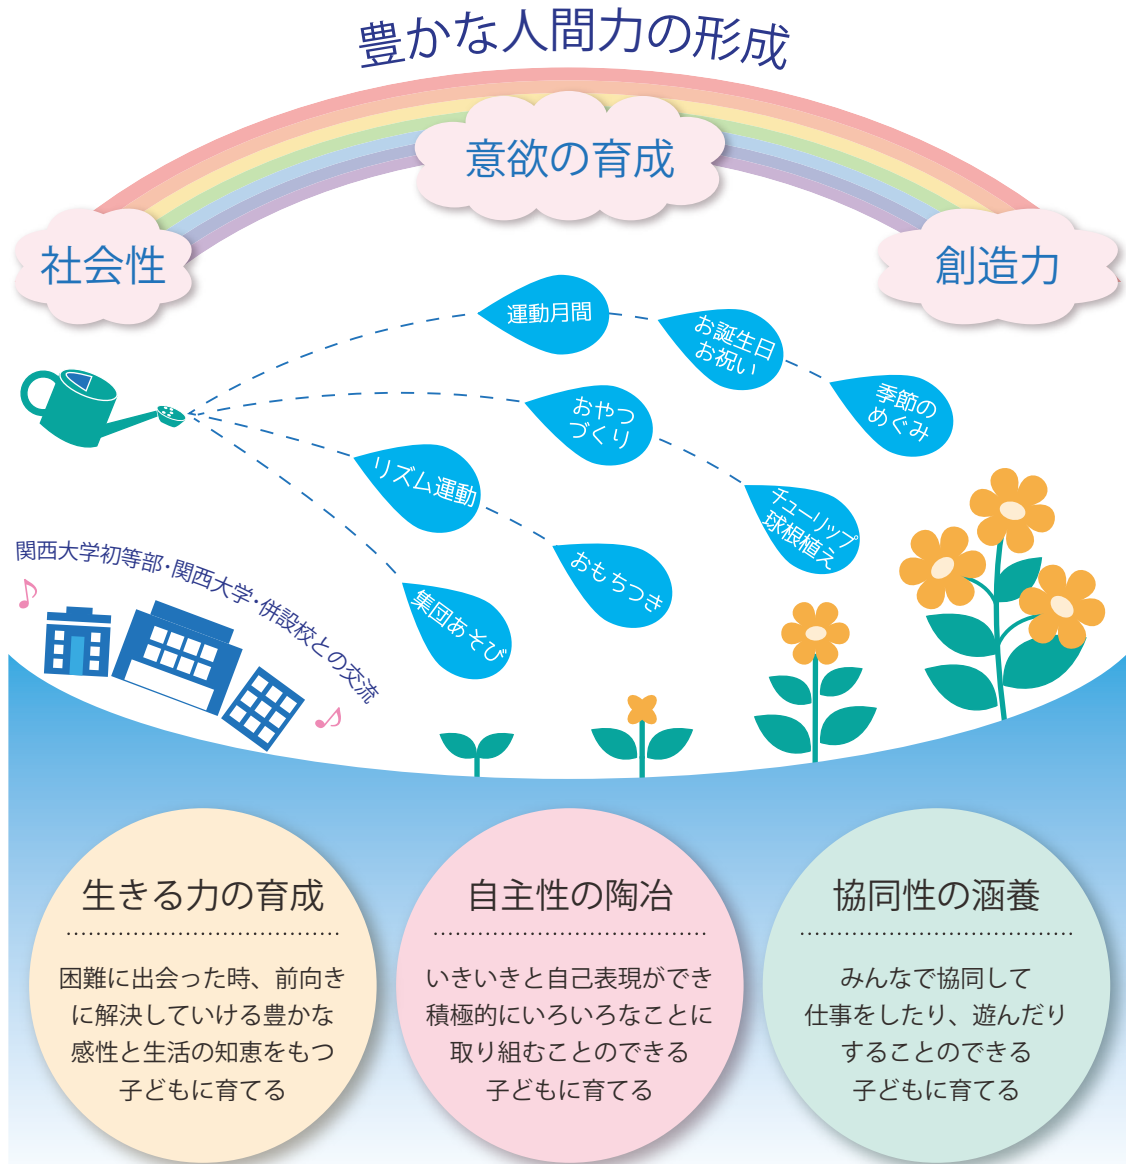 豊かな人間力の形成
意欲の育成
社会性
創造力
運動月間
お誕生日
お祝い
季節の
めぐみ
おやつ
づくり
リズム運動
チューリップ
球根植え
おもちつき
集団あそび
関西大学初等部・関西大学・併設校との交流
生きる力の育成
困難に出会った時、前向き
に解決していける豊かな
感性と生活の知恵をもつ
子どもに育てる
自主性の陶冶
いきいきと自己表現ができ
積極的にいろいろなことに
取り組むことのできる
子どもに育てる
協同性の涵養
みんなで協同して
仕事をしたり、遊んだり
することのできる
子どもに育てる